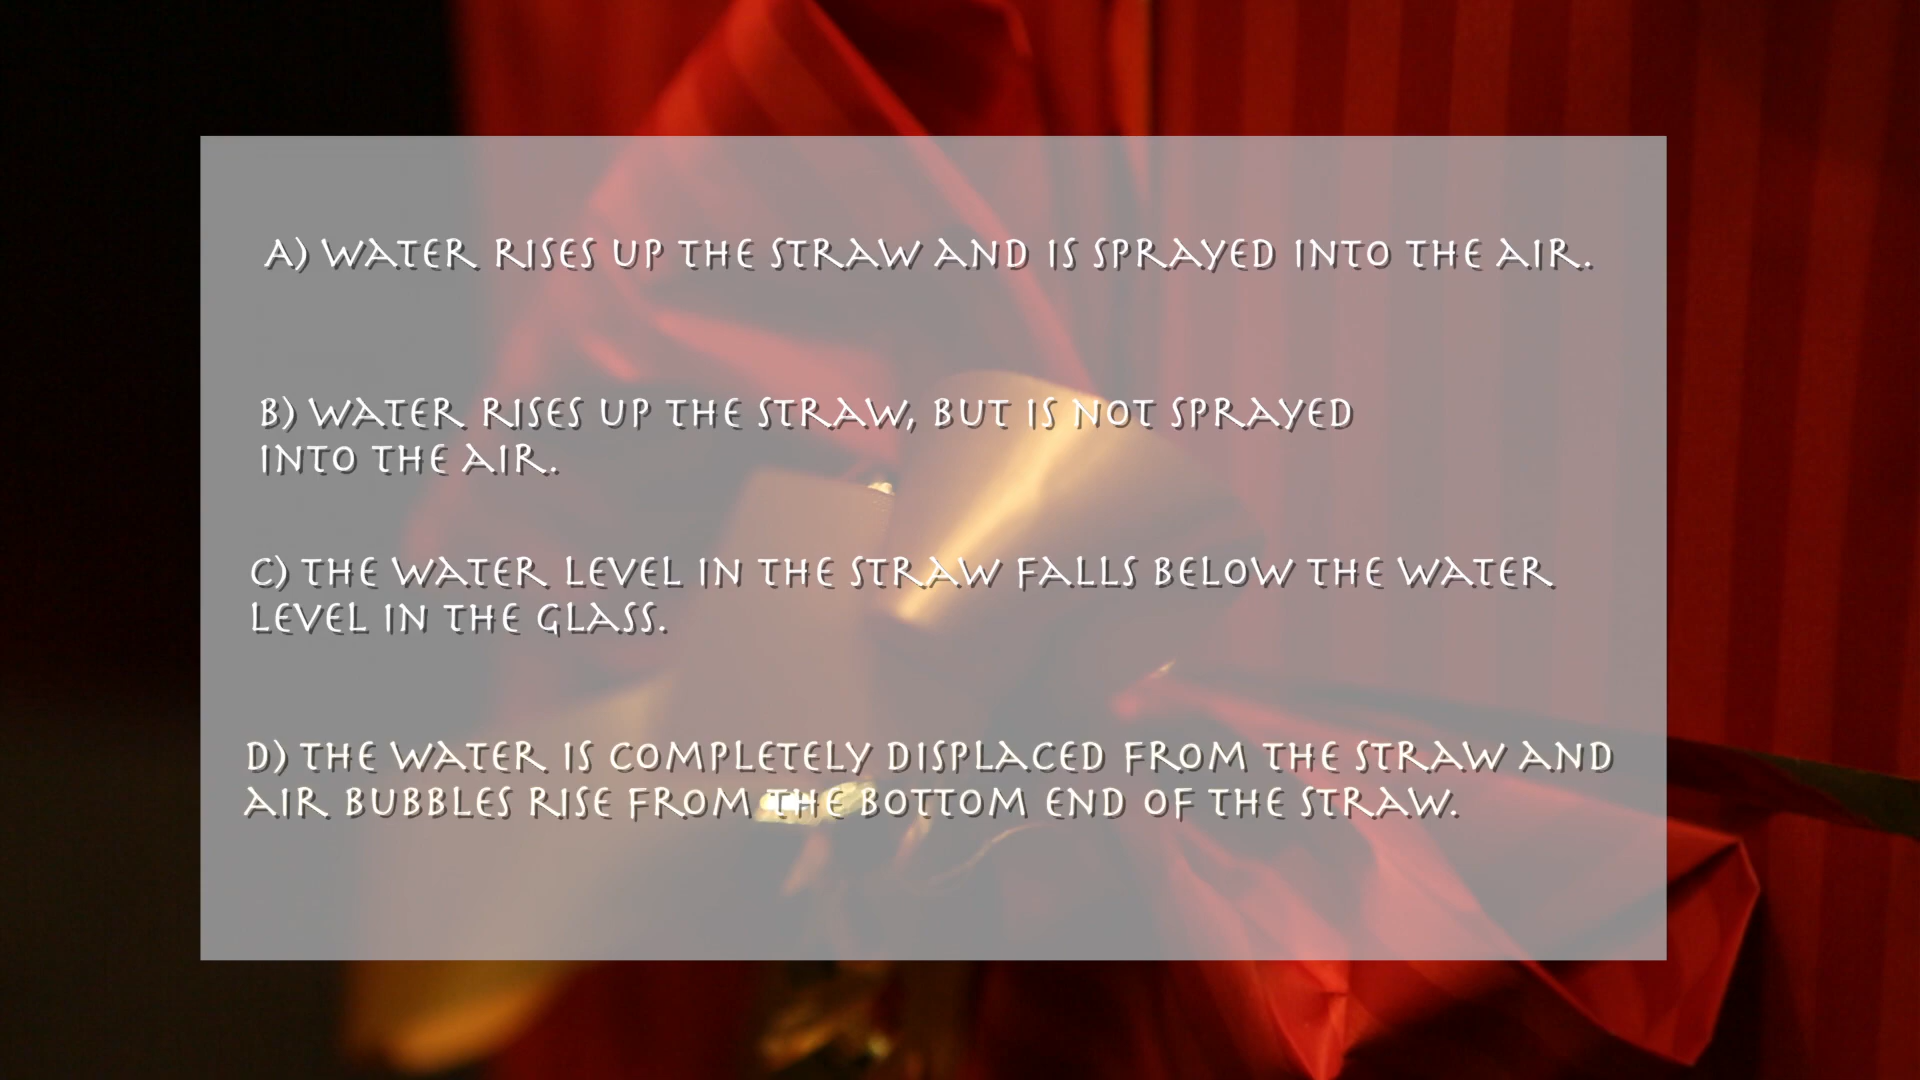 A) WATER RISES UP THE STRAW AND IS SPRAYED INTO THE AIR.
B) WATER RISES UP THE STRAW, BUT IS NOT SPRAYED
INTO THE AIR.
C) THE WATER LEVEL IN THE STRAW FALLS BELOW THE WATER
LEVEL IN THE GLASS.
D) THE WATER IS COMPLETELY DISPLACED FROM THE STRAW AND
AIR BUBBLES RISE FROM THE BOTTOM END OF THE STRAW.